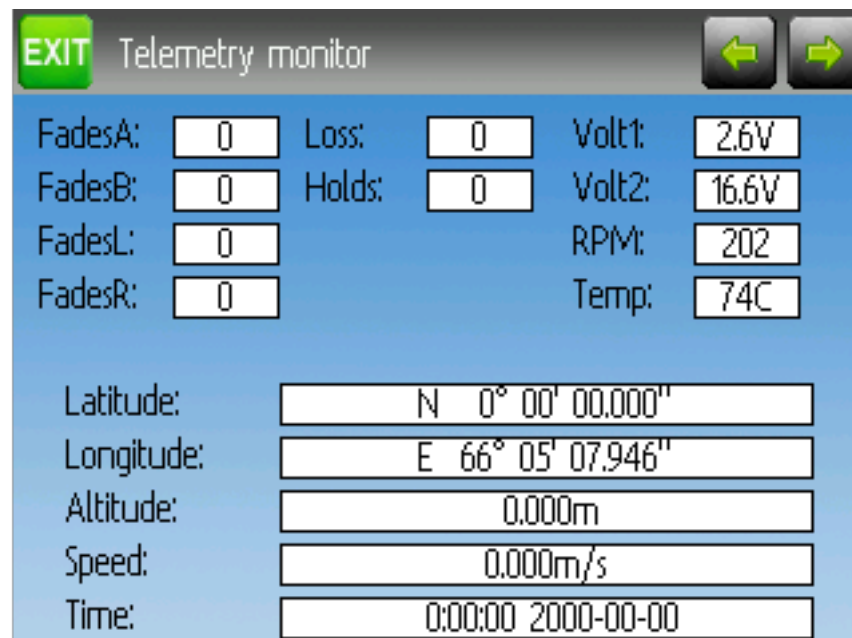 EXIT Telemetry monitor
FadesA: 0 Loss: 0 Volt1: 2.6V
FadesB: 0 Holds: 0 Volt2: 16.6V
FadesL: 0 RPM: 202
FadesR: 0 Temp: 74C
Latitude: N 0° 00' 00.000"
Longitude: E 66° 05' 07.946"
Altitude: 0.000m
Speed: 0.000m/s
Time: 0:00:00 2000-00-00